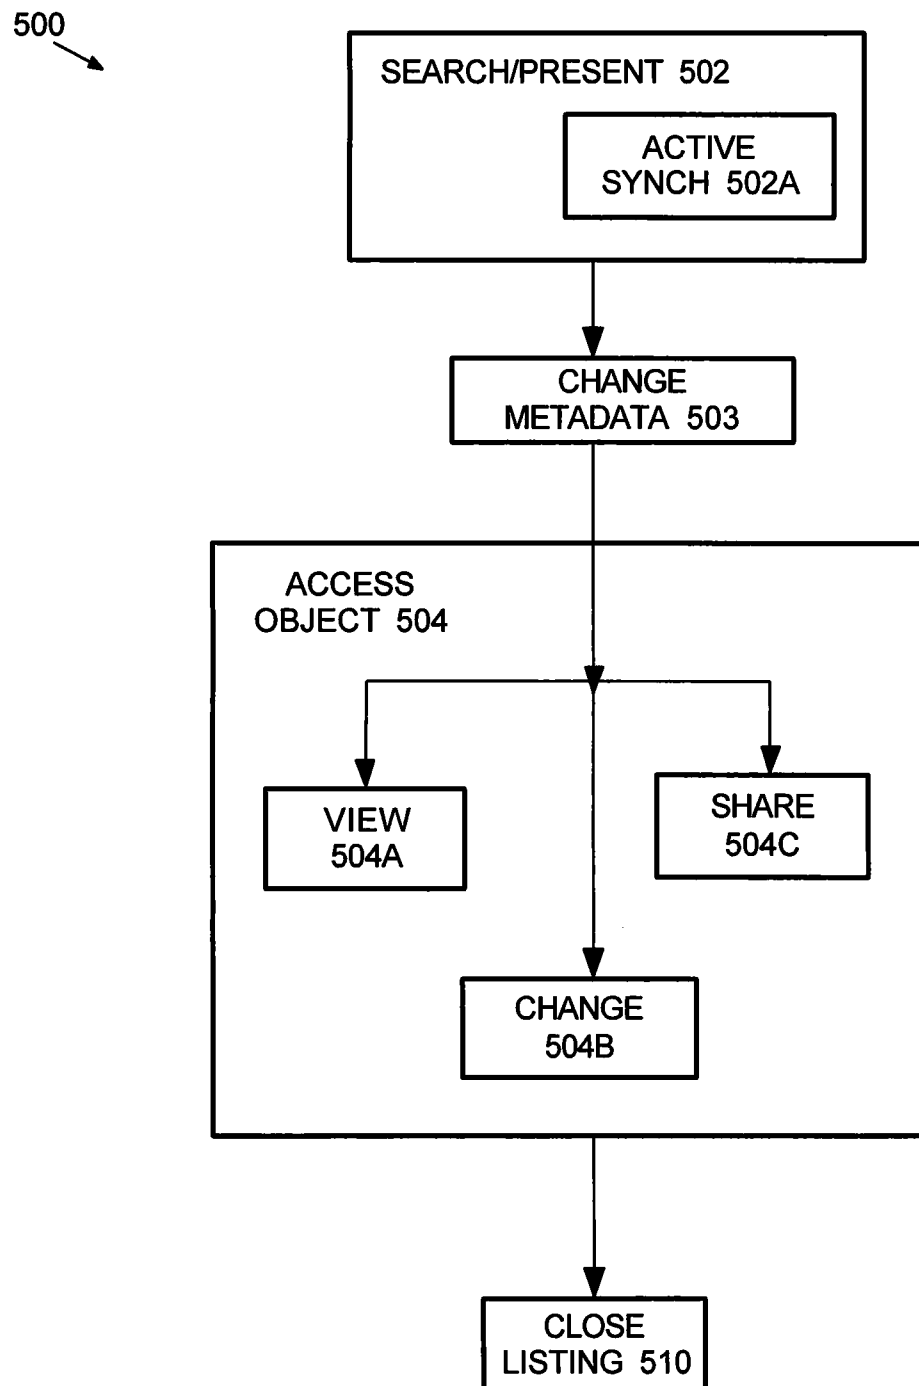 500
SEARCH/PRESENT 502
ACTIVE
SYNCH 502A
CHANGE
METADATA 503
ACCESS
OBJECT 504
VIEW
504A
SHARE
504C
CHANGE
504B
CLOSE
LISTING 510